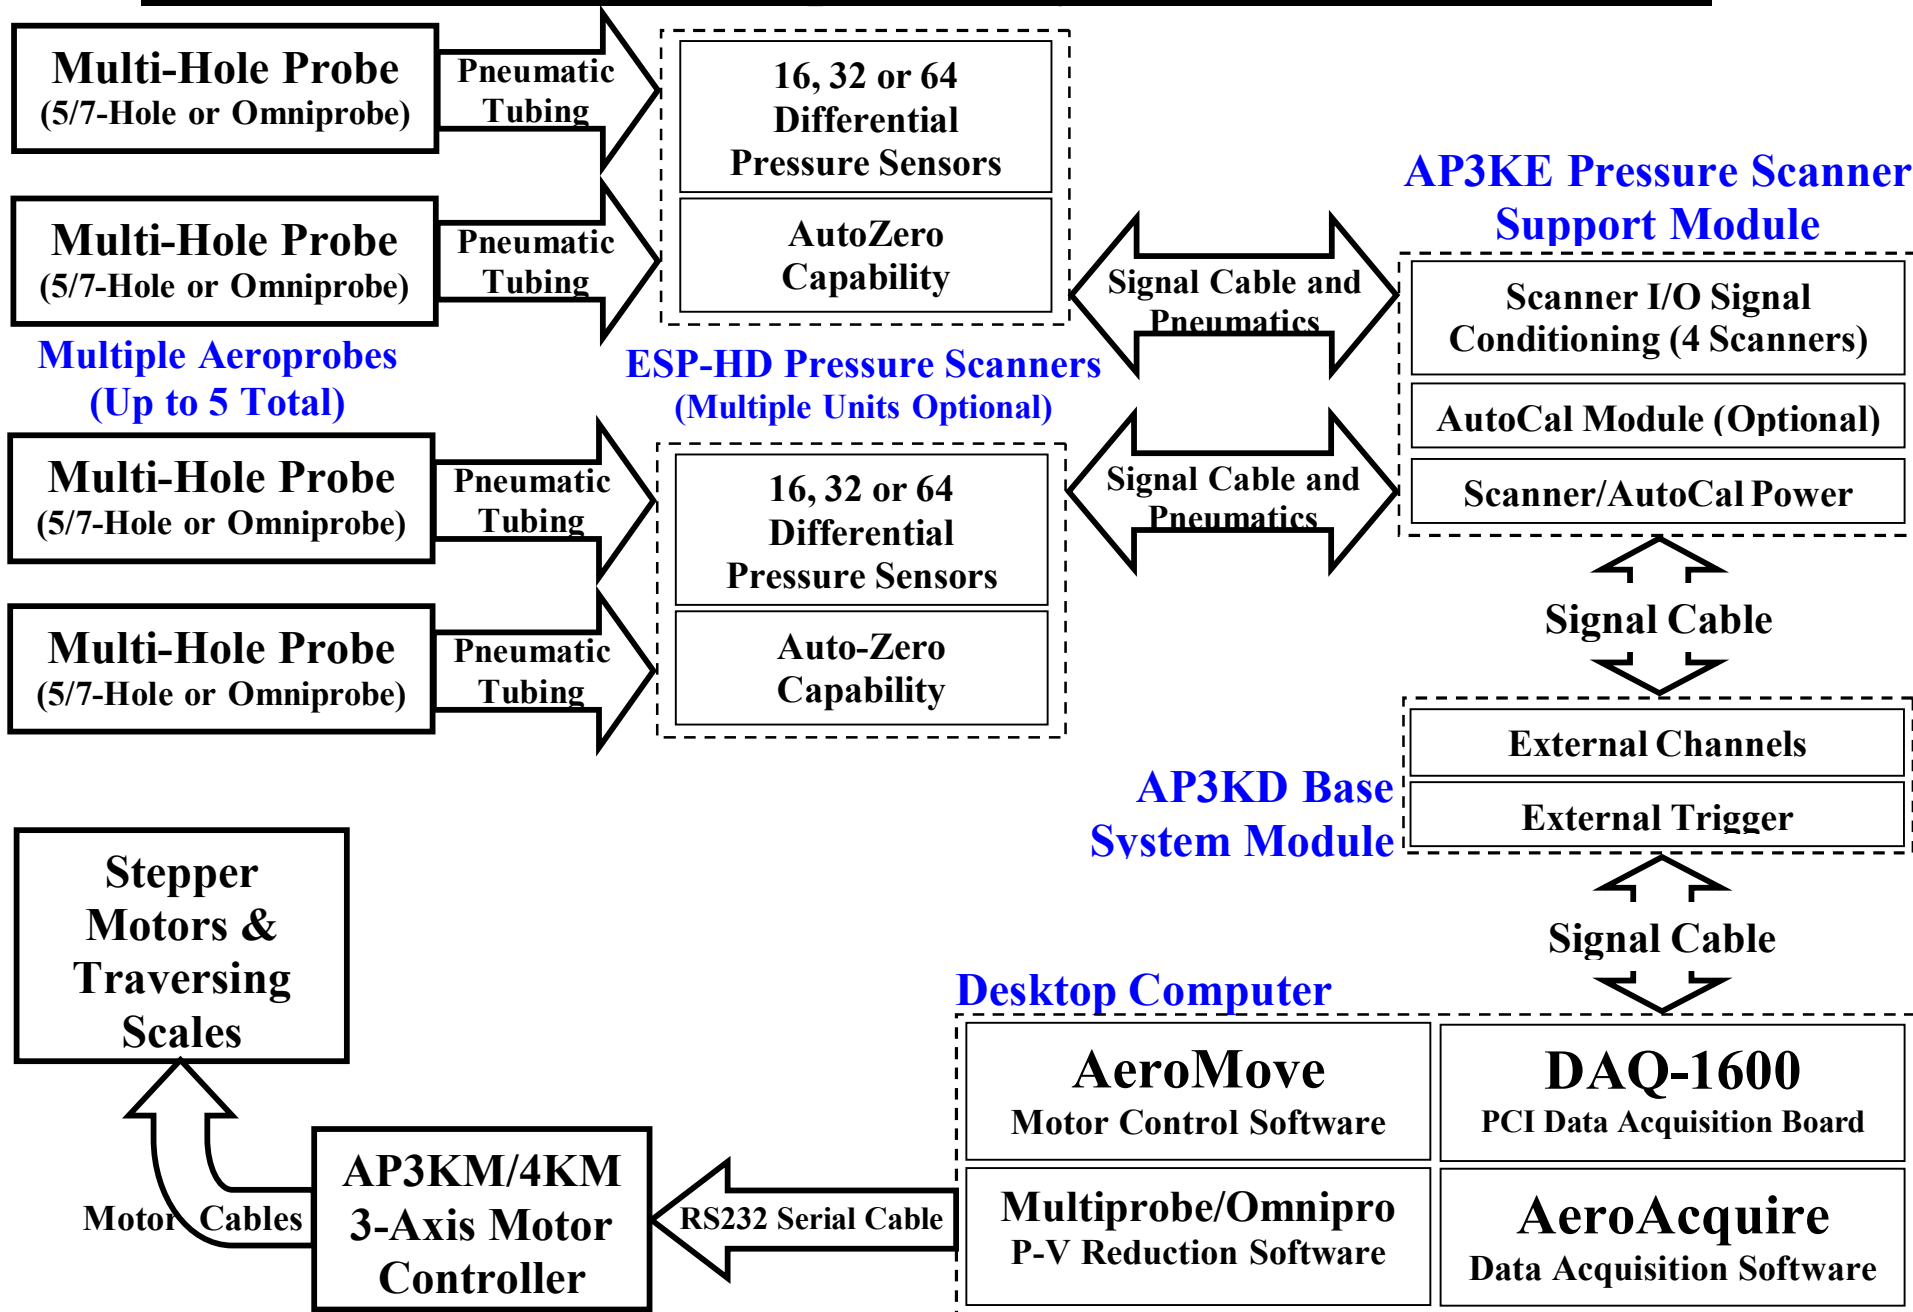 Multi-Hole Probe
(5/7-Hole or Omniprobe)
Pneumatic
Tubing
Multi-Hole Probe
(5/7-Hole or Omniprobe)
Pneumatic
Tubing
Multiple Aeroprobes
(Up to 5 Total)
Multi-Hole Probe
(5/7-Hole or Omniprobe)
Pneumatic
Tubing
Multi-Hole Probe
(5/7-Hole or Omniprobe)
Pneumatic
Tubing
16, 32 or 64
Differential
Pressure Sensors
AutoZero
Capability
ESP-HD Pressure Scanners
(Multiple Units Optional)
16, 32 or 64
Differential
Pressure Sensors
Auto-Zero
Capability
Signal Cable and
Pneumatics
Signal Cable and
Pneumatics
AP3KE Pressure Scanner
Support Module
Scanner I/O Signal
Conditioning (4 Scanners)
AutoCal Module (Optional)
Scanner/AutoCal Power
Signal Cable
AP3KD Base
System Module
External Channels
External Trigger
Signal Cable
Desktop Computer
AeroMove
Motor Control Software
DAQ-1600
PCI Data Acquisition Board
Multiprobe/Omnipro
P-V Reduction Software
AeroAcquire
Data Acquisition Software
RS232 Serial Cable
AP3KM/4KM
3-Axis Motor
Controller
Motor Cables
Stepper
Motors &
Traversing
Scales